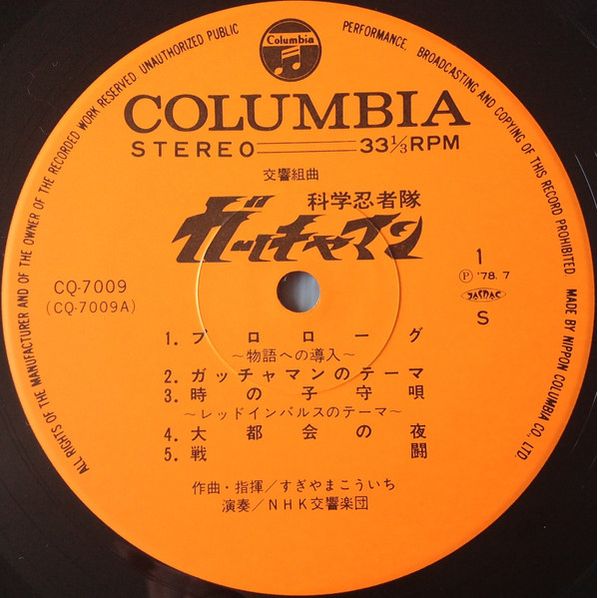 ALL RIGHTS OF THE MANUFACTURER AND OF THE OWNER OF THE RECORDED WORK RESERVED. UNAUTHORIZED PUBLIC PERFORMANCE, BROADCASTING AND COPYING OF THIS RECORD PROHIBITED. MADE BY NIPPON COLUMBIA CO., LTD.
Columbia
COLUMBIA
STEREO 33 1/3 RPM
交響組曲
科学忍者隊
ガッチャマン
CQ-7009
(CQ-7009A)
1
Ⓟ '78. 7
JASRAC
S
1. プロローグ
〜物語への導入〜
2. ガッチャマンのテーマ
3. 時の子守唄
〜レッドインパルスのテーマ〜
4. 大都会の夜
5. 戦闘
作曲・指揮/すぎやまこういち
演奏/NHK交響楽団